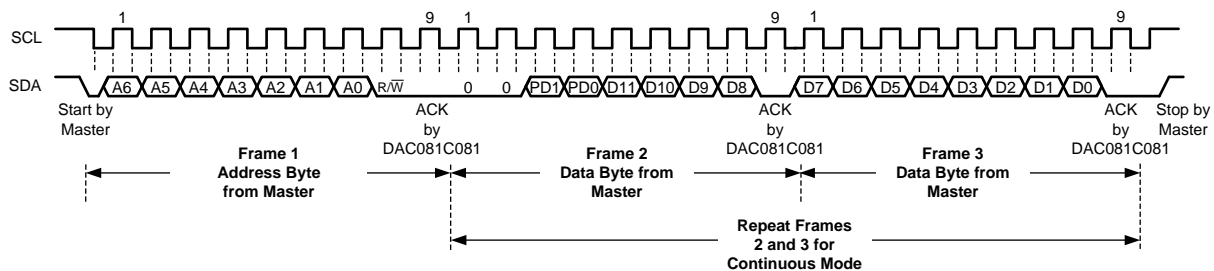 1 9 1 9 1 9
SCL
SDA A6 A5 A4 A3 A2 A1 A0 R/W̅ 0 0 PD1 PD0 D11 D10 D9 D8 D7 D6 D5 D4 D3 D2 D1 D0
Start by
Master
ACK
by
DAC081C081
ACK
by
DAC081C081
ACK
by
DAC081C081
Stop by
Master
Frame 1
Address Byte
from Master
Frame 2
Data Byte from
Master
Frame 3
Data Byte from
Master
Repeat Frames
2 and 3 for
Continuous Mode